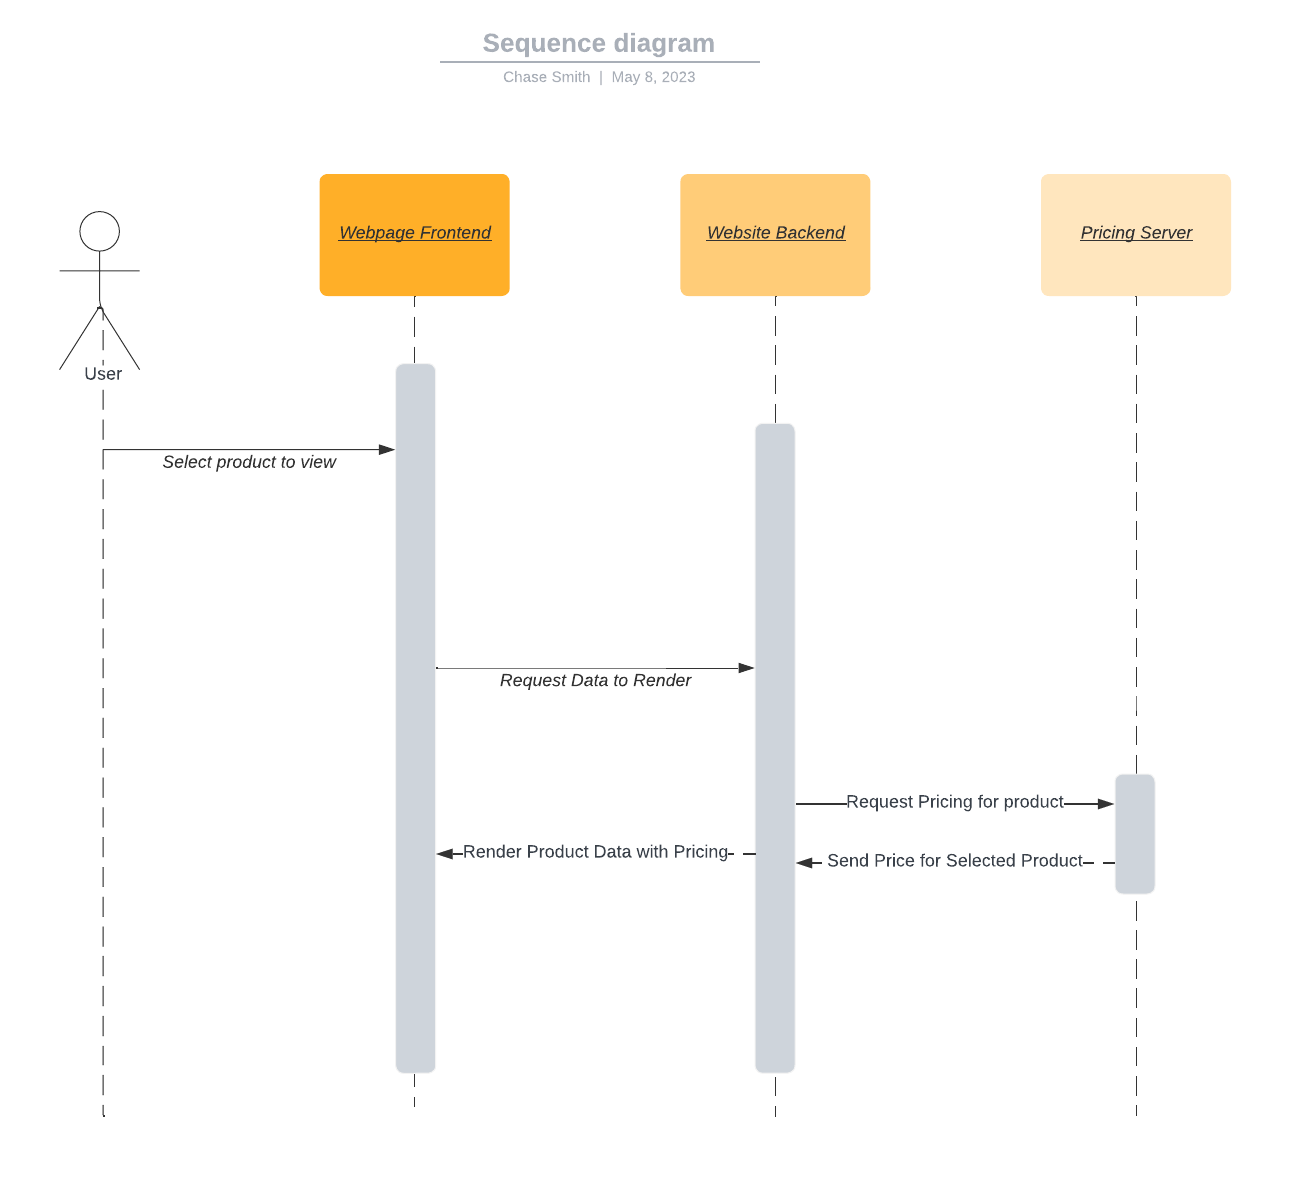 Sequence diagram
Chase Smith | May 8, 2023
Webpage Frontend
Website Backend
Pricing Server
User
Select product to view
Request Data to Render
Request Pricing for product
Render Product Data with Pricing
Send Price for Selected Product